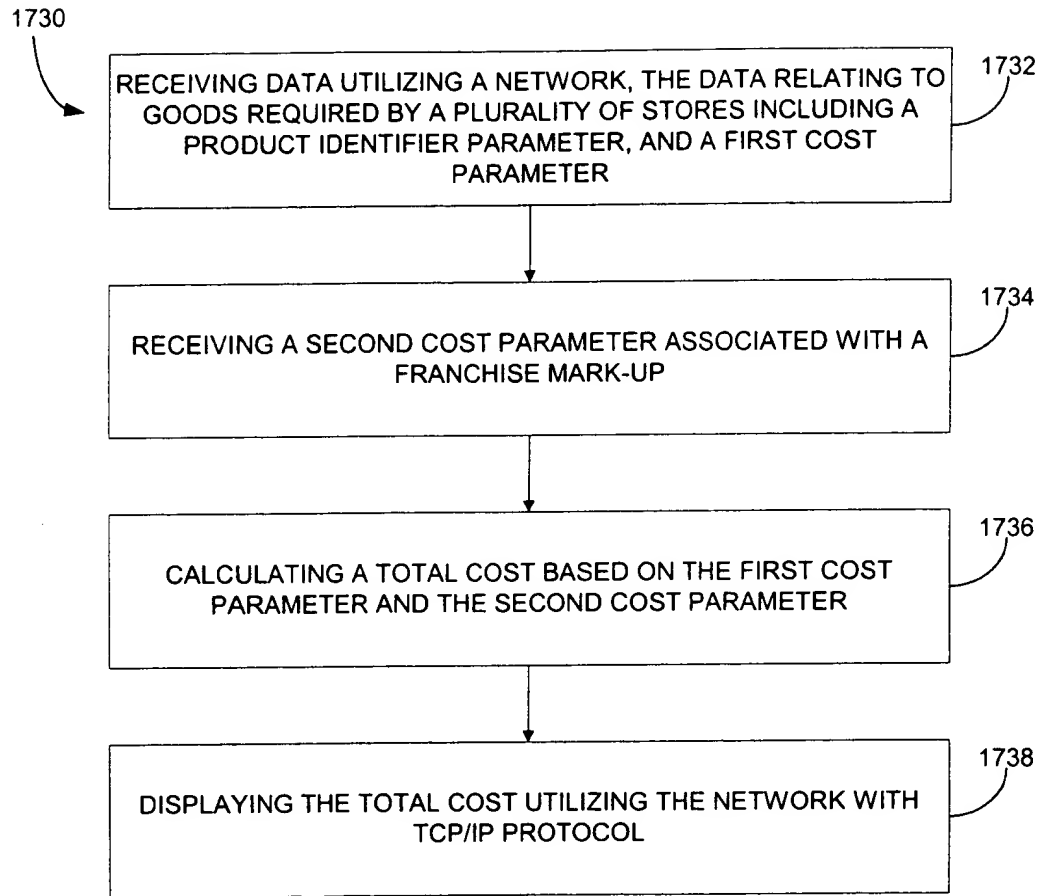 1730
1732
RECEIVING DATA UTILIZING A NETWORK, THE DATA RELATING TO
GOODS REQUIRED BY A PLURALITY OF STORES INCLUDING A
PRODUCT IDENTIFIER PARAMETER, AND A FIRST COST
PARAMETER
1734
RECEIVING A SECOND COST PARAMETER ASSOCIATED WITH A
FRANCHISE MARK-UP
1736
CALCULATING A TOTAL COST BASED ON THE FIRST COST
PARAMETER AND THE SECOND COST PARAMETER
1738
DISPLAYING THE TOTAL COST UTILIZING THE NETWORK WITH
TCP/IP PROTOCOL